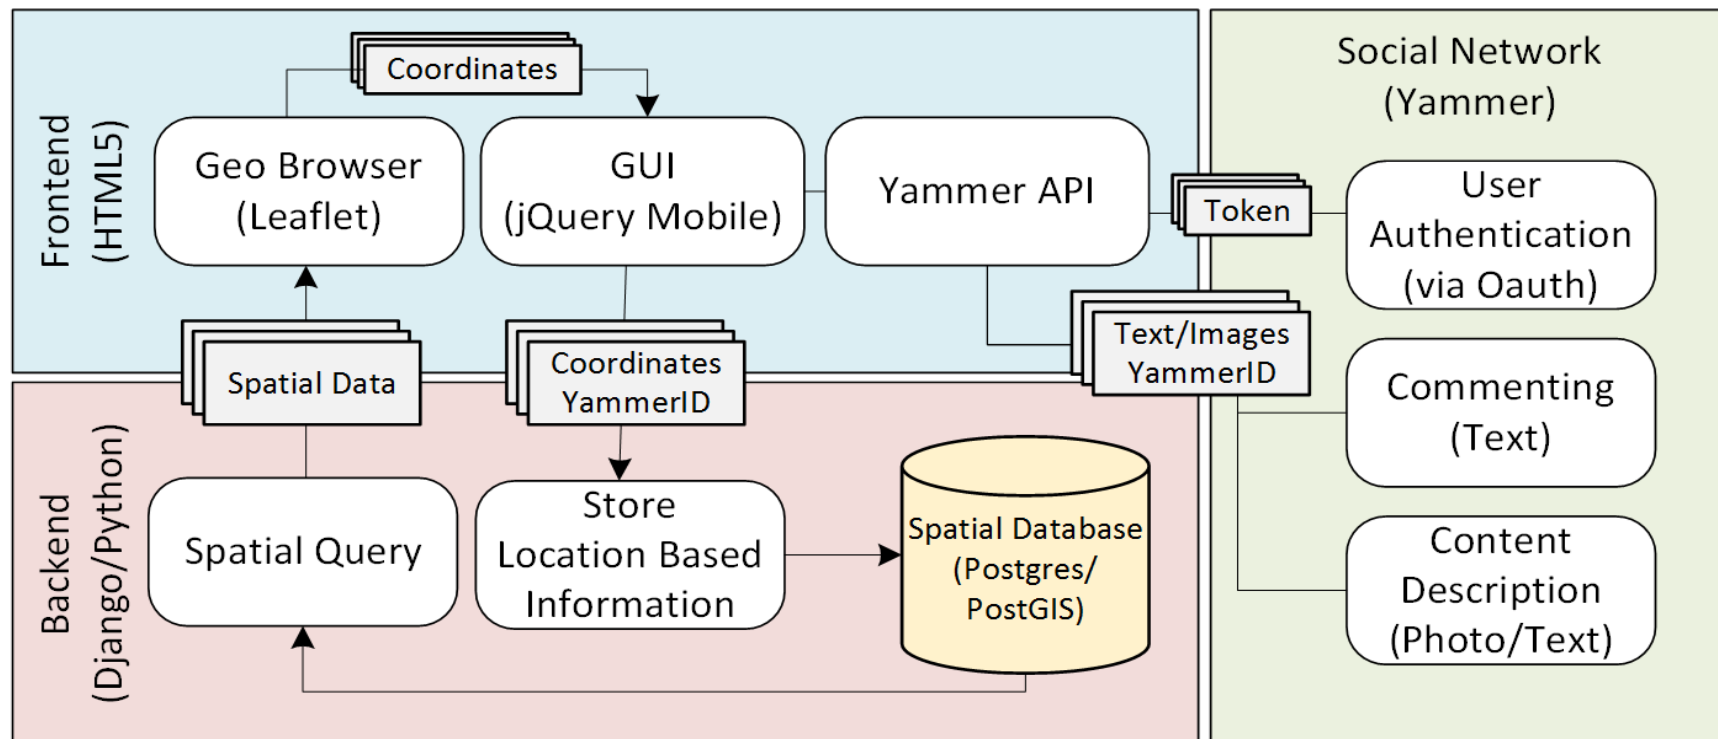 Frontend
(HTML5)
Coordinates
Geo Browser
(Leaflet)
GUI
(jQuery Mobile)
Yammer API
Social Network
(Yammer)
Token
User
Authentication
(via Oauth)
Spatial Data
Coordinates
YammerID
Text/Images
YammerID
Commenting
(Text)
Backend
(Django/Python)
Spatial Query
Store
Location Based
Information
Spatial Database
(Postgres/
PostGIS)
Content
Description
(Photo/Text)